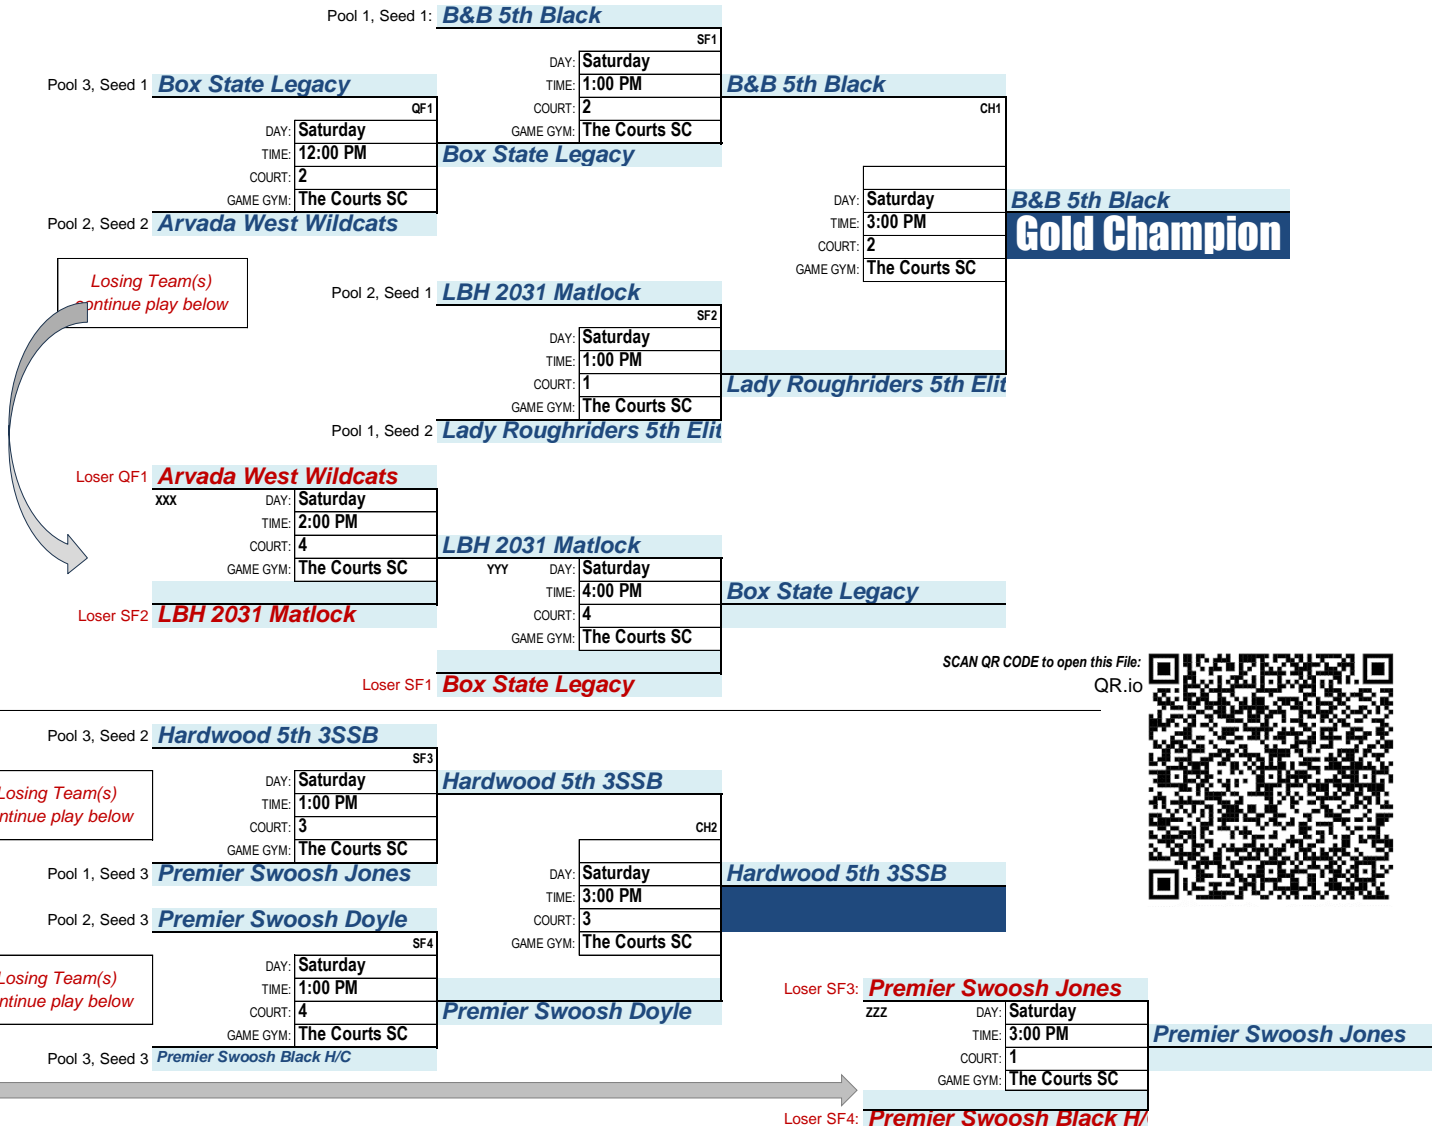 Pool 1, Seed 1: B&B 5th Black
SF1
DAY: Saturday
TIME: 1:00 PM
COURT: 2
GAME GYM: The Courts SC
Pool 3, Seed 1 Box State Legacy
QF1
DAY: Saturday
TIME: 12:00 PM
COURT: 2
GAME GYM: The Courts SC
Pool 2, Seed 2 Arvada West Wildcats
Box State Legacy
B&B 5th Black
CH1
DAY: Saturday
TIME: 3:00 PM
COURT: 2
GAME GYM: The Courts SC
B&B 5th Black
Gold Champion
Losing Team(s)
continue play below
Pool 2, Seed 1 LBH 2031 Matlock
SF2
DAY: Saturday
TIME: 1:00 PM
COURT: 1
GAME GYM: The Courts SC
Pool 1, Seed 2 Lady Roughriders 5th Elit
Lady Roughriders 5th Elit
Loser QF1 Arvada West Wildcats
XXX DAY: Saturday
TIME: 2:00 PM
COURT: 4
GAME GYM: The Courts SC
Loser SF2 LBH 2031 Matlock
LBH 2031 Matlock
YYY DAY: Saturday
TIME: 4:00 PM
COURT: 4
GAME GYM: The Courts SC
Loser SF1 Box State Legacy
Box State Legacy
SCAN QR CODE to open this File:
QR.io
Pool 3, Seed 2 Hardwood 5th 3SSB
SF3
DAY: Saturday
TIME: 1:00 PM
COURT: 3
GAME GYM: The Courts SC
Pool 1, Seed 3 Premier Swoosh Jones
Losing Team(s)
ntinue play below
Hardwood 5th 3SSB
CH2
DAY: Saturday
TIME: 3:00 PM
COURT: 3
GAME GYM: The Courts SC
Hardwood 5th 3SSB
Pool 2, Seed 3 Premier Swoosh Doyle
SF4
DAY: Saturday
TIME: 1:00 PM
COURT: 4
GAME GYM: The Courts SC
Pool 3, Seed 3 Premier Swoosh Black H/C
Losing Team(s)
ntinue play below
Premier Swoosh Doyle
Loser SF3: Premier Swoosh Jones
ZZZ DAY: Saturday
TIME: 3:00 PM
COURT: 1
GAME GYM: The Courts SC
Loser SF4: Premier Swoosh Black H/
Premier Swoosh Jones